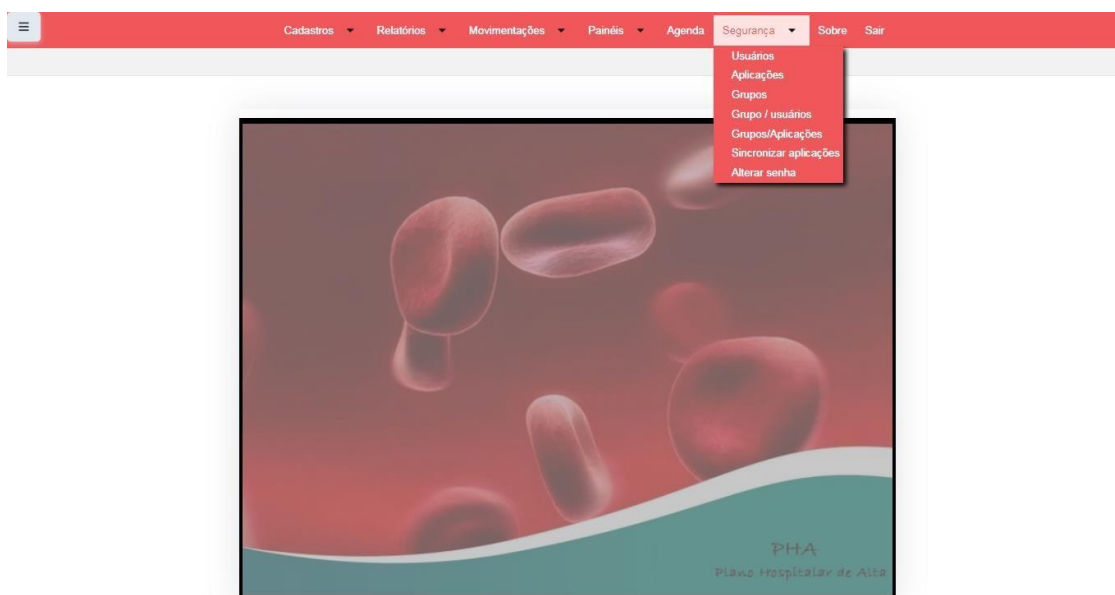 Cadastros Relatórios Movimentações Painéis Agenda Segurança Sobre Sair
Usuários
Aplicações
Grupos
Grupo / usuários
Grupos/Aplicações
Sincronizar aplicações
Alterar senha
PHA
Plano Hospitalar de Alta